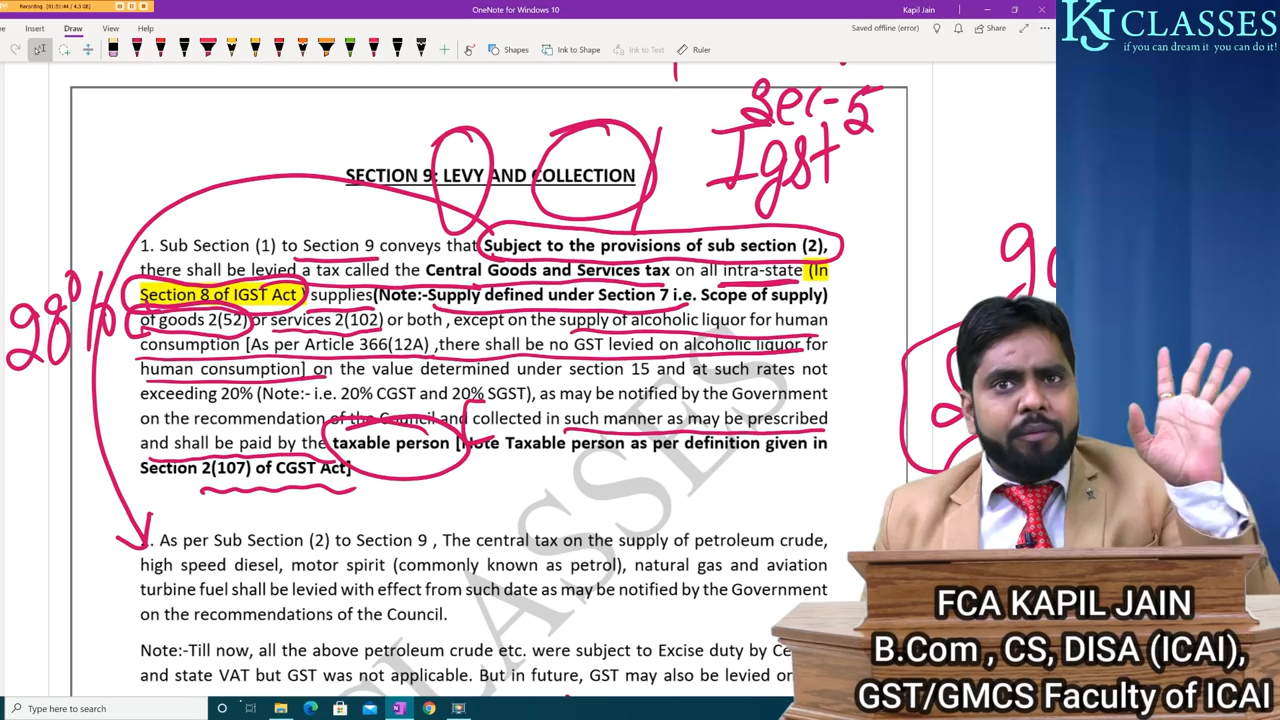 Recording | 01:51:44 / 4.3 GB
OneNote for Windows 10
Kapil Jain
Insert Draw View Help
Saved offline (error) Share
Shapes Ink to Shape Ink to Text Ruler
KJ CLASSES
if you can dream it you can do it!
Sec-5
Igst
SECTION 9: LEVY AND COLLECTION
1. Sub Section (1) to Section 9 conveys that Subject to the provisions of sub section (2),
there shall be levied a tax called the Central Goods and Services tax on all intra-state (In
Section 8 of IGST Act ) supplies(Note:-Supply defined under Section 7 i.e. Scope of supply)
of goods 2(52) or services 2(102) or both , except on the supply of alcoholic liquor for human
consumption [As per Article 366(12A) ,there shall be no GST levied on alcoholic liquor for
human consumption] on the value determined under section 15 and at such rates not
exceeding 20% (Note:- i.e. 20% CGST and 20% SGST), as may be notified by the Government
on the recommendation of the Council and collected in such manner as may be prescribed
and shall be paid by the taxable person [Note Taxable person as per definition given in
Section 2(107) of CGST Act]
28%
2. As per Sub Section (2) to Section 9 , The central tax on the supply of petroleum crude,
high speed diesel, motor spirit (commonly known as petrol), natural gas and aviation
turbine fuel shall be levied with effect from such date as may be notified by the Government
on the recommendations of the Council.
Note:-Till now, all the above petroleum crude etc. were subject to Excise duty by
and state VAT but GST was not applicable. But in future, GST may also be levied
CLASSES
FCA KAPIL JAIN
B.Com , CS, DISA (ICAI),
GST/GMCS Faculty of ICAI
Type here to search